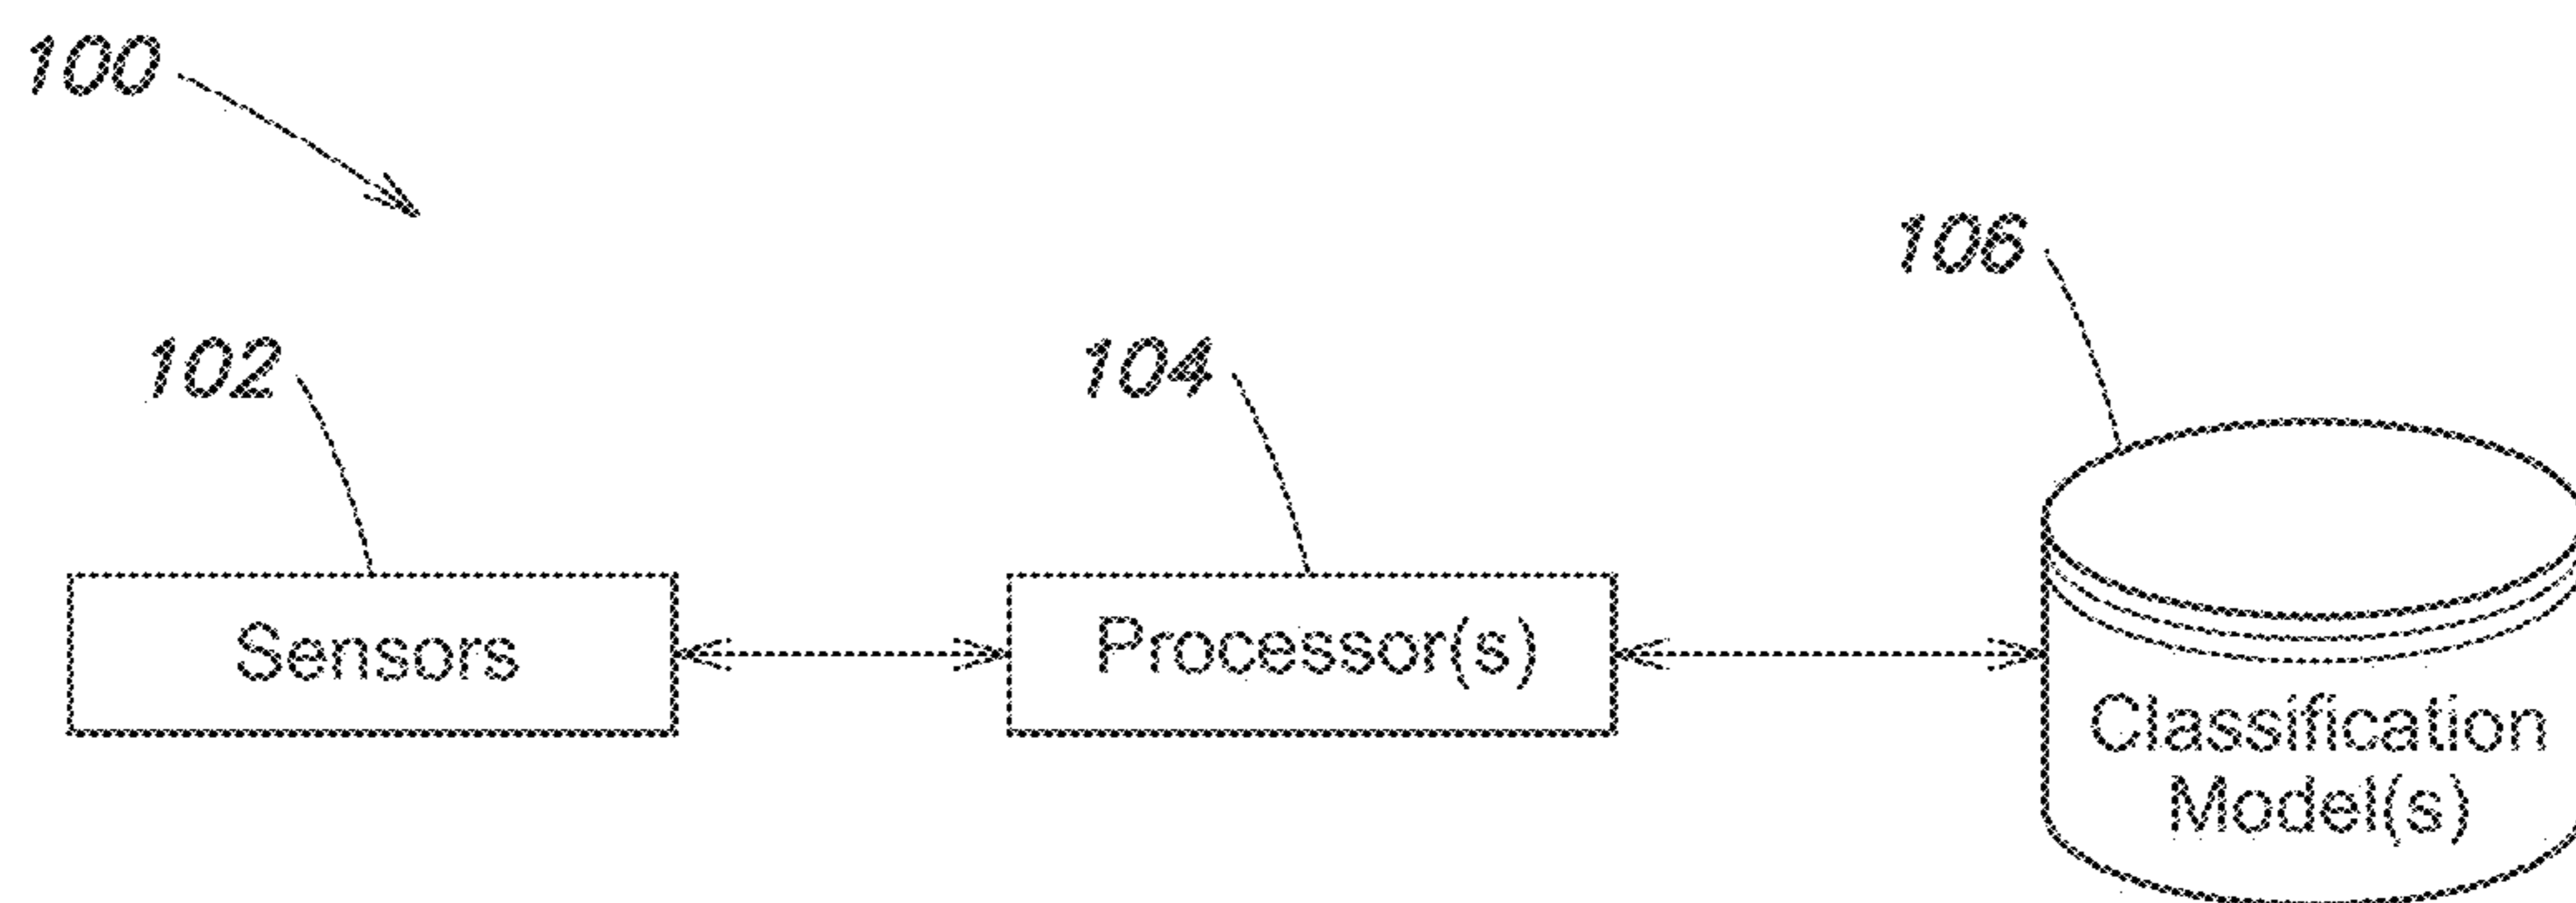 100
106
102
104
Sensors
Processor(s)
Classification
Model(s)